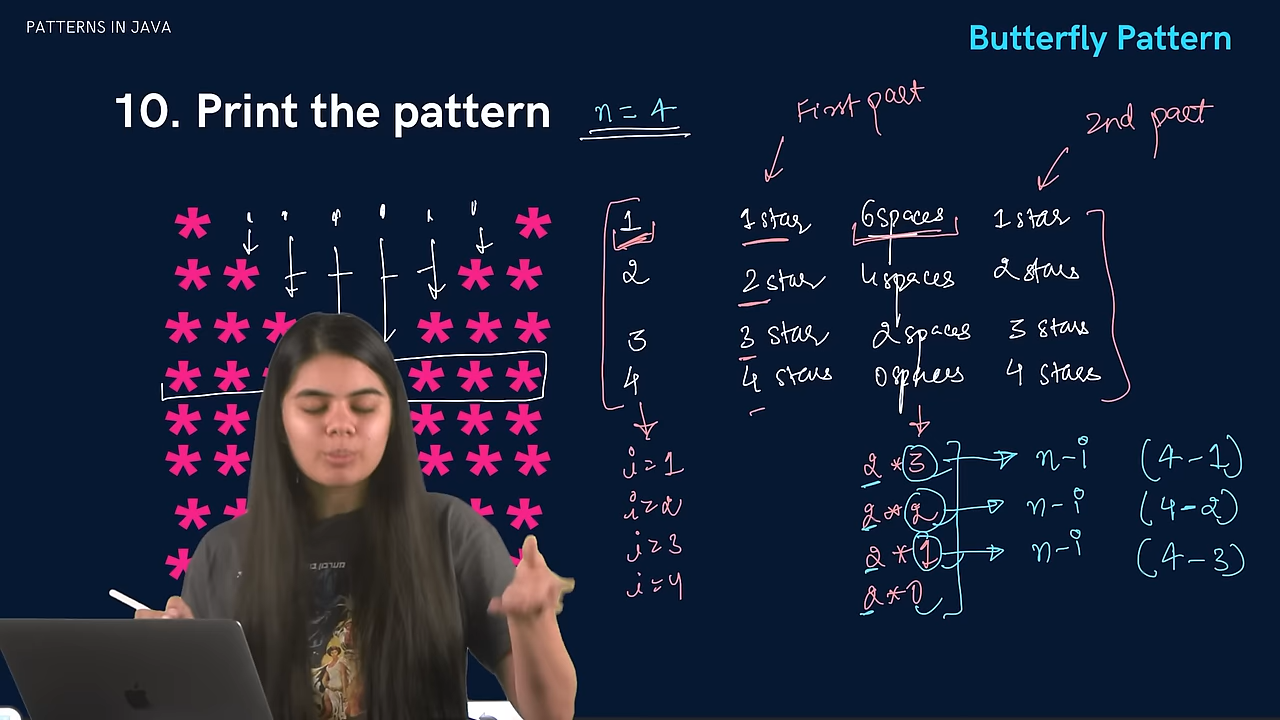 PATTERNS IN JAVA
Butterfly Pattern
10. Print the pattern
n = 4
First part
2nd part
1 1 star 6 spaces 1 star
2 2 star 4 spaces 2 stars
3 3 star 2 spaces 3 stars
4 4 stars 0 spaces 4 stars
i=1 2 * 3 n-i (4-1)
i=2 2 * 2 n-i (4-2)
i=3 2 * 1 n-i (4-3)
i=4 2 * 0